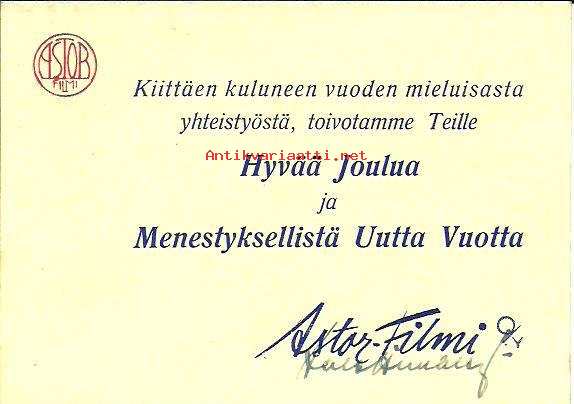 ASTOR
FILMI
Kiittäen kuluneen vuoden mieluisasta
yhteistyöstä, toivotamme Teille
Antikvariaatti.net
Hyvää Joulua
ja
Menestyksellistä Uutta Vuotta
Astor-Filmi O.Y.